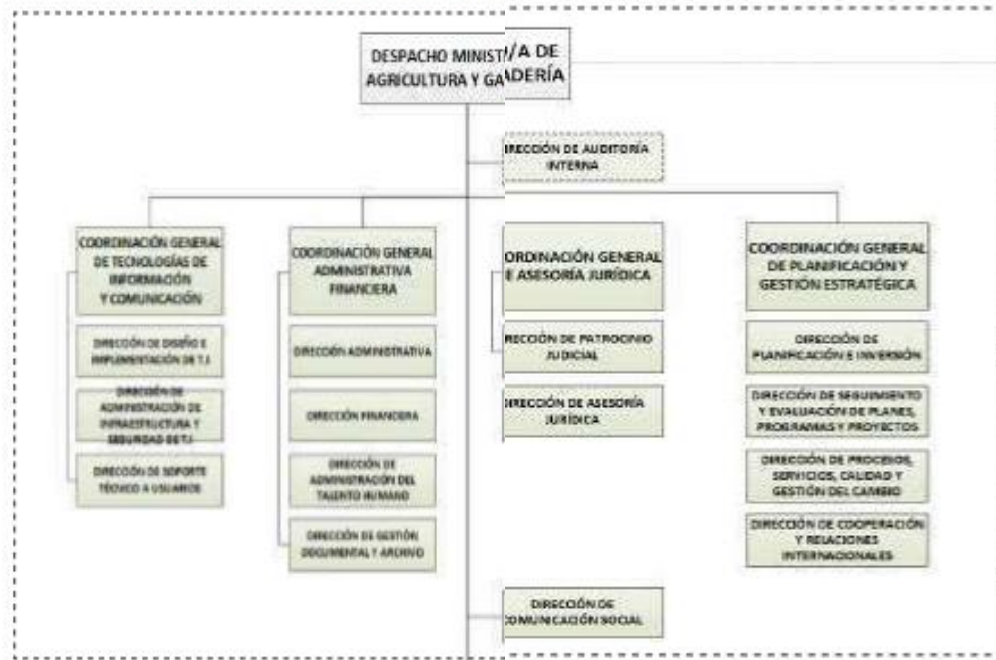 DESPACHO MINIST/A DE
AGRICULTURA Y GADERÍA
IRECCIÓN DE AUDITORÍA
INTERNA
COORDINACIÓN GENERAL
DE TECNOLOGÍAS DE
INFORMACIÓN
Y COMUNICACIÓN
DIRECCIÓN DE DISEÑO E
IMPLEMENTACIÓN DE T.I
DIRECCIÓN DE
ADMINISTRACIÓN DE
INFRAESTRUCTURA Y
SEGURIDAD DE T.I
DIRECCIÓN DE SOPORTE
TÉCNICO A USUARIOS
COORDINACIÓN GENERAL
ADMINISTRATIVA
FINANCIERA
DIRECCIÓN ADMINISTRATIVA
DIRECCIÓN FINANCIERA
DIRECCIÓN DE
ADMINISTRACIÓN DEL
TALENTO HUMANO
DIRECCIÓN DE GESTIÓN
DOCUMENTAL Y ARCHIVO
ORDINACIÓN GENERAL
E ASESORÍA JURÍDICA
RECCIÓN DE PATROCINIO
JUDICIAL
DIRECCIÓN DE ASESORÍA
JURÍDICA
COORDINACIÓN GENERAL
DE PLANIFICACIÓN Y
GESTIÓN ESTRATÉGICA
DIRECCIÓN DE
PLANIFICACIÓN E INVERSIÓN
DIRECCIÓN DE SEGUIMIENTO
Y EVALUACIÓN DE PLANES,
PROGRAMAS Y PROYECTOS
DIRECCIÓN DE PROCESOS,
SERVICIOS, CALIDAD Y
GESTIÓN DEL CAMBIO
DIRECCIÓN DE COOPERACIÓN
Y RELACIONES
INTERNACIONALES
DIRECCIÓN DE
OMUNICACIÓN SOCIAL